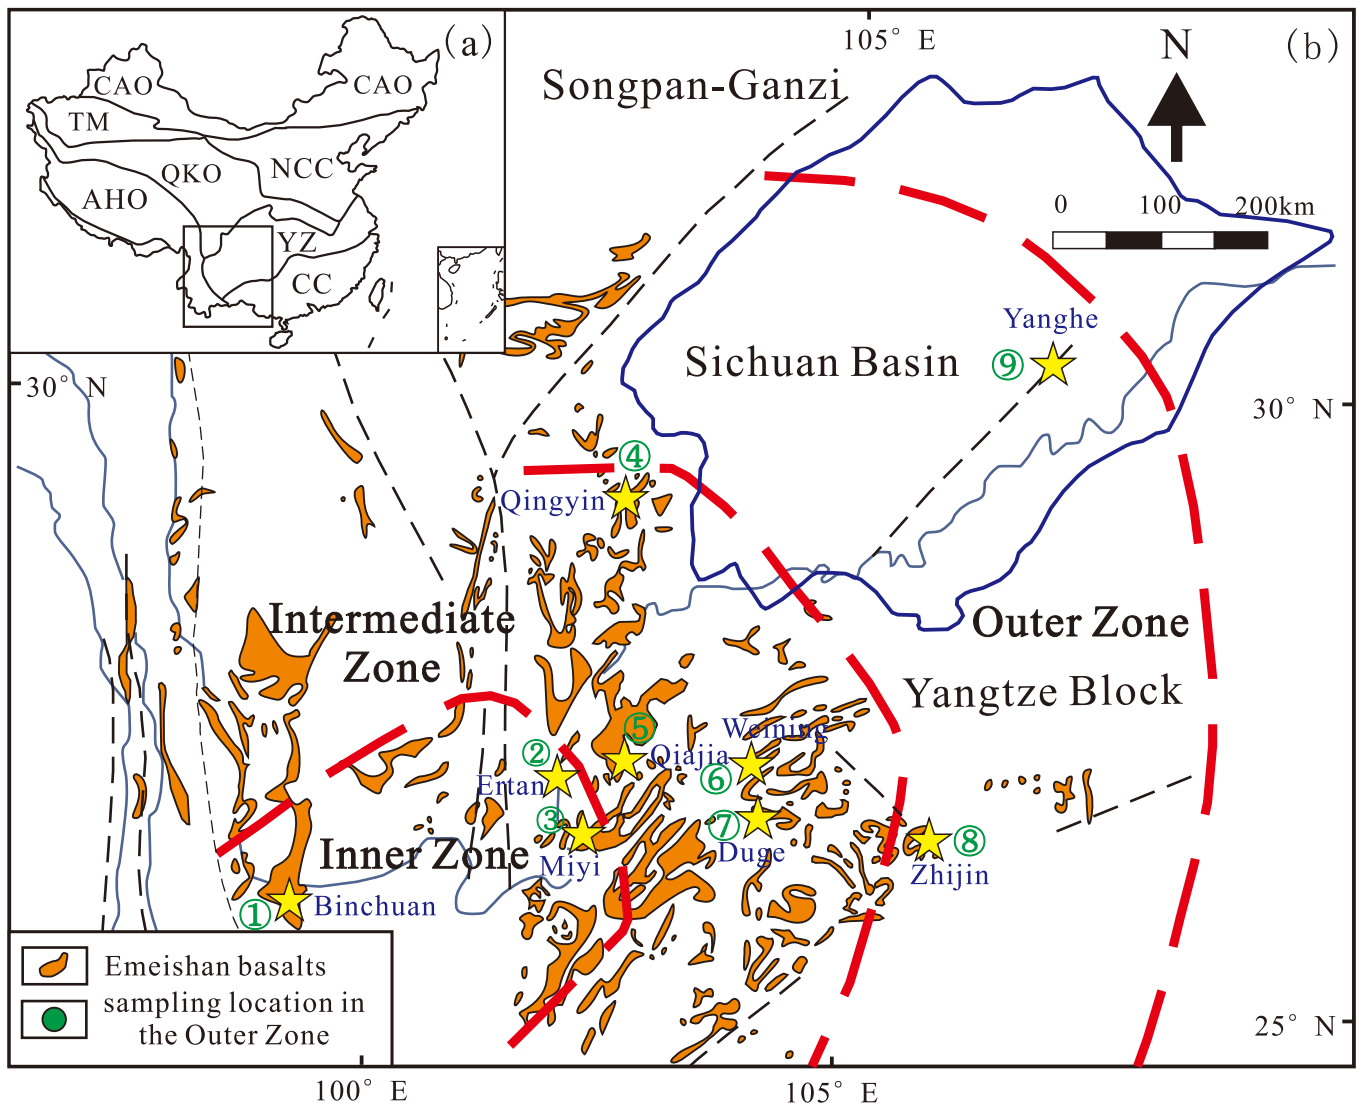 (a)
CAO
CAO
TM
QKO
NCC
AHO
YZ
CC
105° E
(b)
N
Songpan-Ganzi
0 100 200km
Yanghe
⑨
Sichuan Basin
30° N
30° N
④
Qingyin
Intermediate
Zone
Outer Zone
Yangtze Block
⑤
Weining
②
Qiajia
Ertan
⑥
③
⑦
Miyi
Duge
⑧
Zhijin
Inner Zone
①
Binchuan
Emeishan basalts
sampling location in
the Outer Zone
25° N
100° E
105° E